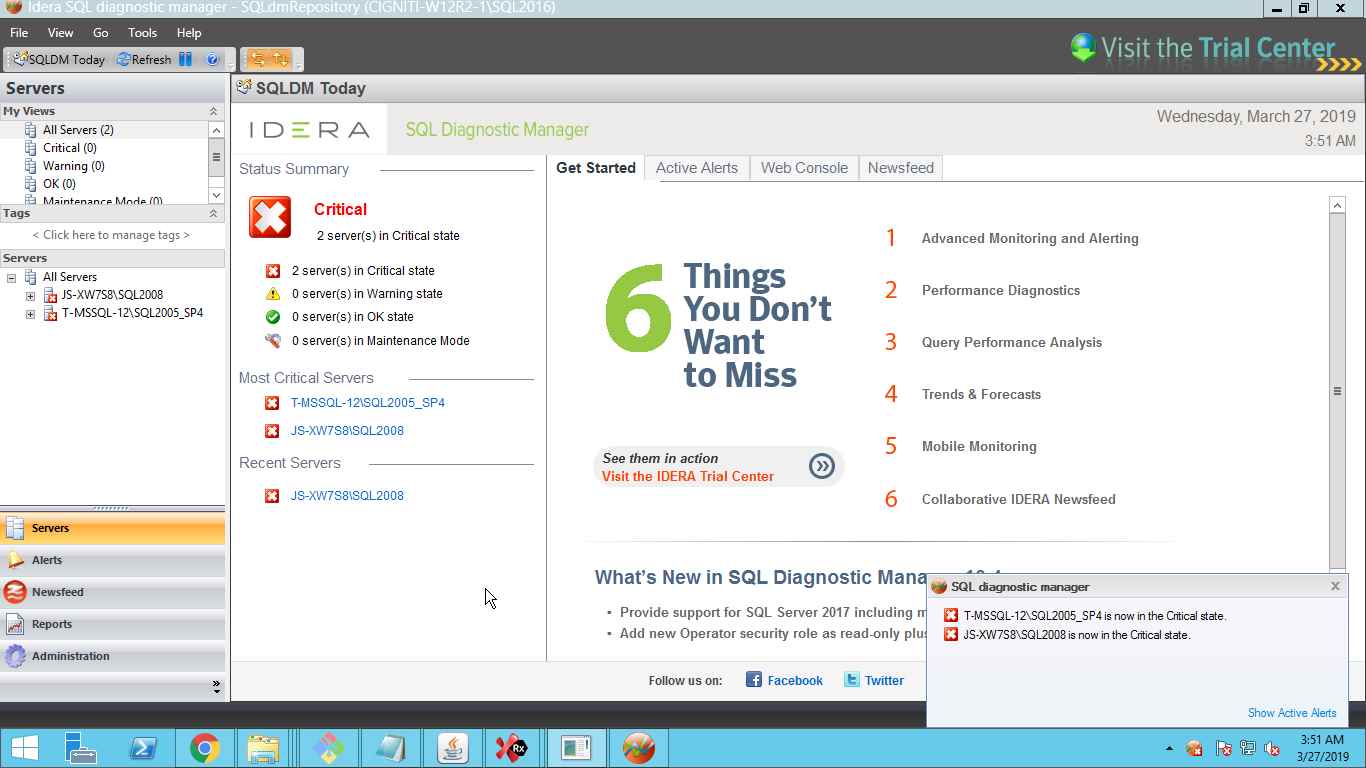 Idera SQL diagnostic manager - SQLdmRepository (CIGNITI-W12R2-1\SQL2016)
File View Go Tools Help
SQLDM Today Refresh
Visit the Trial Center
Servers
My Views
All Servers (2)
Critical (0)
Warning (0)
OK (0)
Maintenance Mode (0)
Tags
< Click here to manage tags >
Servers
All Servers
JS-XW7S8\SQL2008
T-MSSQL-12\SQL2005_SP4
Servers
Alerts
Newsfeed
Reports
Administration
SQLDM Today
IDERA
SQL Diagnostic Manager
Wednesday, March 27, 2019
3:51 AM
Status Summary
Critical
2 server(s) in Critical state
2 server(s) in Critical state
0 server(s) in Warning state
0 server(s) in OK state
0 server(s) in Maintenance Mode
Most Critical Servers
T-MSSQL-12\SQL2005_SP4
JS-XW7S8\SQL2008
Recent Servers
JS-XW7S8\SQL2008
Get Started Active Alerts Web Console Newsfeed
6 Things
You Don't
Want
to Miss
See them in action
Visit the IDERA Trial Center
1 Advanced Monitoring and Alerting
2 Performance Diagnostics
3 Query Performance Analysis
4 Trends & Forecasts
5 Mobile Monitoring
6 Collaborative IDERA Newsfeed
What's New in SQL Diagnostic Mana
• Provide support for SQL Server 2017 including
• Add new Operator security role as read-only plus
Follow us on: Facebook Twitter
SQL diagnostic manager
T-MSSQL-12\SQL2005_SP4 is now in the Critical state.
JS-XW7S8\SQL2008 is now in the Critical state.
Show Active Alerts
Rx
3:51 AM
3/27/2019